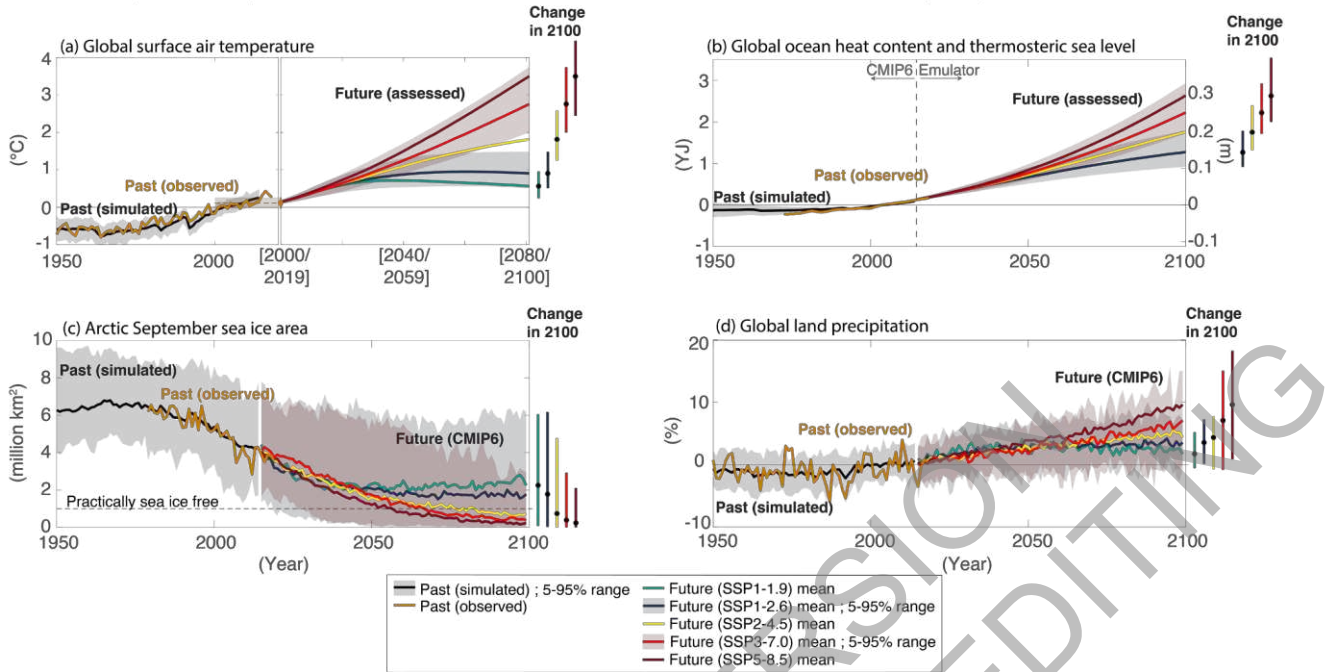 Change
in 2100
(a) Global surface air temperature
4
3
2
1
0
-1
(°C)
Future (assessed)
Past (observed)
Past (simulated)
1950
2000
[2000/
2019]
[2040/
2059]
[2080/
2100]
Change
in 2100
(b) Global ocean heat content and thermosteric sea level
CMIP6 Emulator
3
2
1
0
-1
(YJ)
Future (assessed)
0.3
0.2
0.1
0
-0.1
(m)
Past (observed)
Past (simulated)
1950
2000
2050
2100
Change
in 2100
(c) Arctic September sea ice area
10
8
6
4
2
0
(million km²)
Past (simulated)
Past (observed)
Future (CMIP6)
Practically sea ice free
1950
2000
2050
2100
(Year)
Change
in 2100
(d) Global land precipitation
20
10
0
-10
(%)
Future (CMIP6)
Past (observed)
Past (simulated)
1950
2000
2050
2100
(Year)
Past (simulated) ; 5-95% range
Past (observed)
Future (SSP1-1.9) mean
Future (SSP1-2.6) mean ; 5-95% range
Future (SSP2-4.5) mean
Future (SSP3-7.0) mean ; 5-95% range
Future (SSP5-8.5) mean
VERSION
EDITING